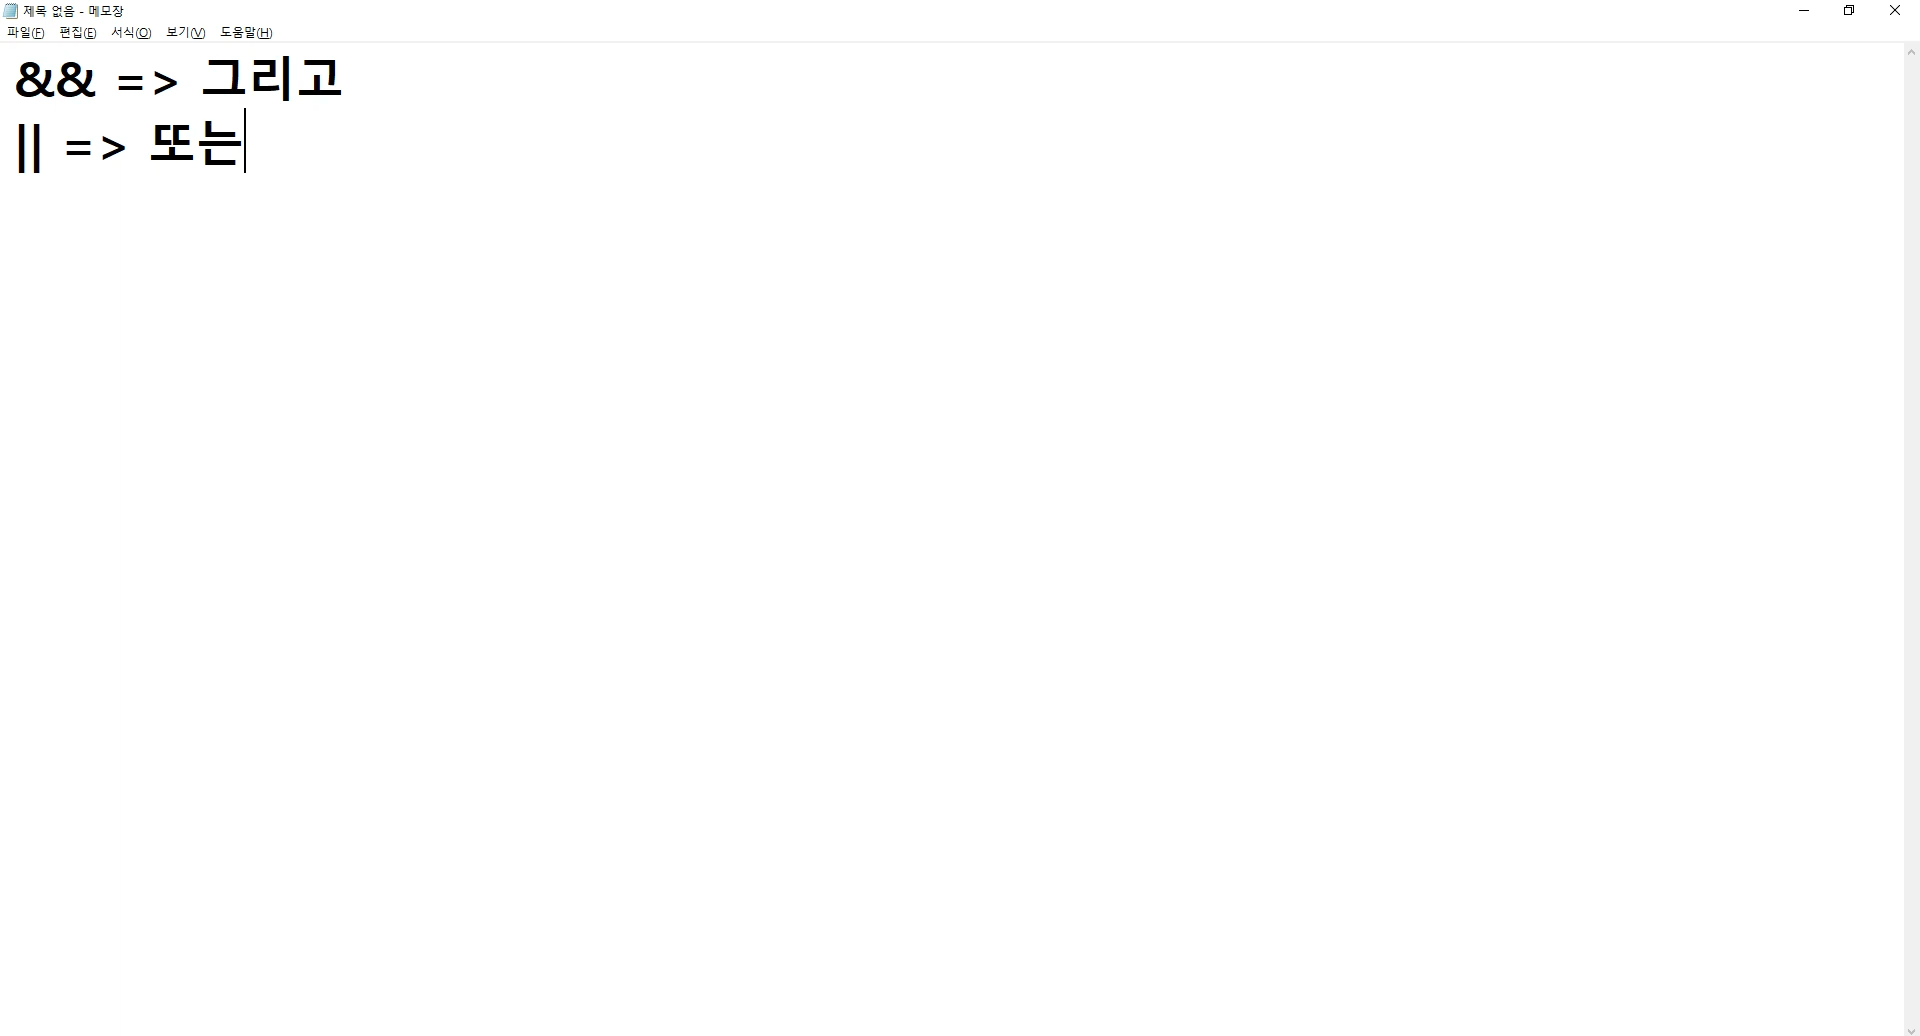 제목 없음 - 메모장
파일(F) 편집(E) 서식(O) 보기(V) 도움말(H)
&& => 그리고
|| => 또는